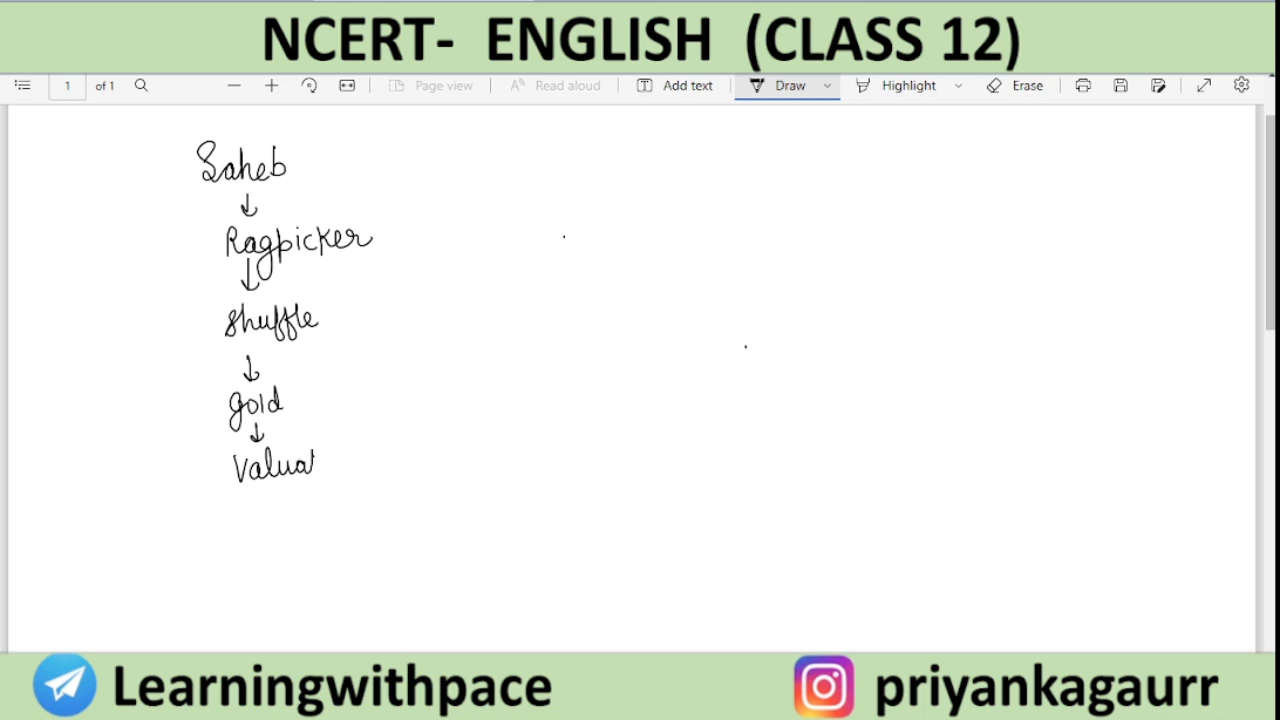 NCERT- ENGLISH (CLASS 12)
1 of 1 Page view Read aloud Add text Draw Highlight Erase
Saheb
↓
Ragpicker
↓
Shuffle
↓
gold
↓
Valua
Learningwithpace priyankagaurr